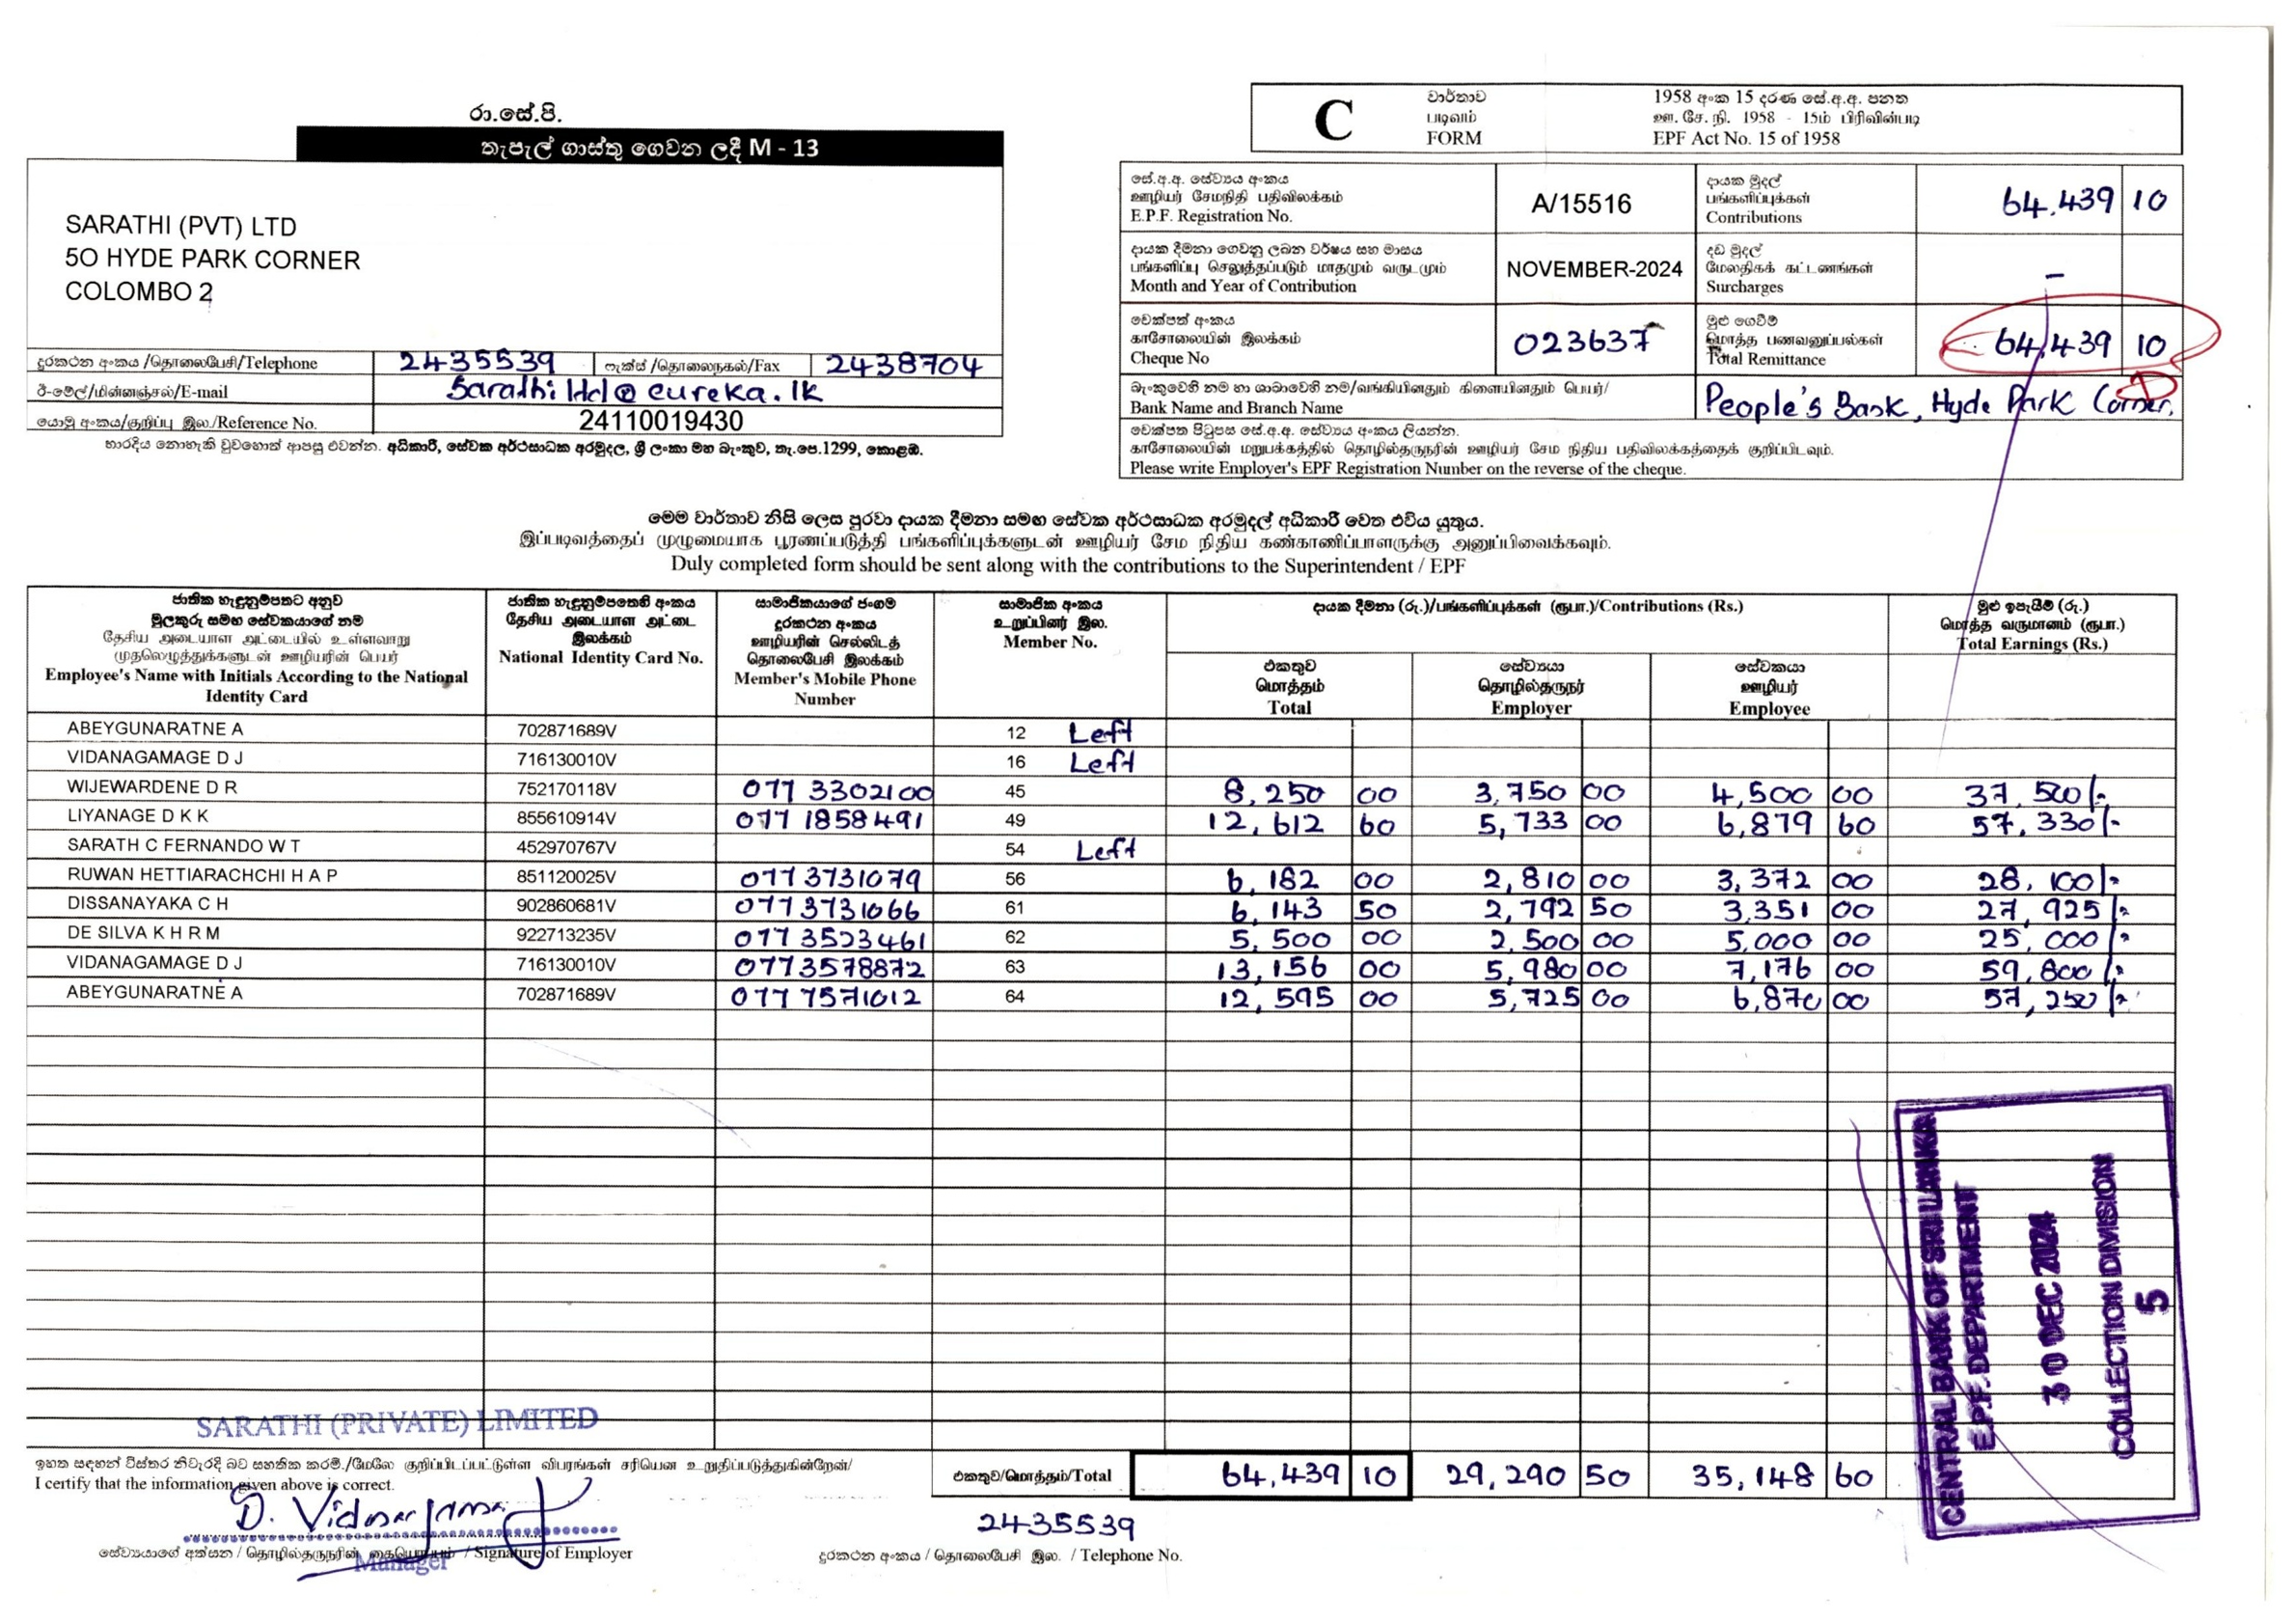 රා.සේ.පි.
තැපැල් ගාස්තු ගෙවන ලදී M - 13
SARATHI (PVT) LTD
50 HYDE PARK CORNER
COLOMBO 2
දුරකථන අංකය /தொலைபேசி/Telephone 2435539 ෆැක්ස් /தொலைநகல்/Fax 2438704
ඊ-මේල්/மின்னஞ்சல்/E-mail Sarathi.ltd@eureka.lk
යොමු අංකය/குறிப்பு இல./Reference No. 24110019430
භාරදිය නොහැකි වුවහොත් ආපසු එවන්න. අධිකාරී, සේවක අර්ථසාධක අරමුදල, ශ්‍රී ලංකා මහ බැංකුව, තැ.පෙ.1299, කොළඹ.
C
වාර්තාව 1958 අංක 15 දරණ සේ.අ.අ. පනත
படிவம் ஊ. சே. நி. 1958 - 15ம் பிரிவின்படி
FORM EPF Act No. 15 of 1958
සේ.අ.අ. සේව්‍යය අංකය
ஊழியர் சேமநிதி பதிவிலக்கம்
E.P.F. Registration No.
A/15516
දායක මුදල්
பங்களிப்புக்கள்
Contributions
64,439 10
දායක දීමනා ගෙවනු ලබන වර්ෂය සහ මාසය
பங்களிப்பு செலுத்தப்படும் மாதமும் வருடமும்
Month and Year of Contribution
NOVEMBER-2024
දඩ මුදල්
மேலதிகக் கட்டணங்கள்
Surcharges
–
චෙක්පත් අංකය
காசோலையின் இலக்கம்
Cheque No
023637
මුළු ගෙවීම්
மொத்த பணவனுப்பல்கள்
Total Remittance
64,439 10
බැංකුවෙහි නම හා ශාඛාවෙහි නම/வங்கியினதும் கிளையினதும் பெயர்/
Bank Name and Branch Name
People's Bank, Hyde Park Corner.
චෙක්පත පිටුපස සේ.අ.අ. සේව්‍යය අංකය ලියන්න.
காசோலையின் மறுபக்கத்தில் தொழில்தருநரின் ஊழியர் சேம நிதிய பதிவிலக்கத்தைக் குறிப்பிடவும்.
Please write Employer's EPF Registration Number on the reverse of the cheque.
මෙම වාර්තාව නිසි ලෙස පුරවා දායක දීමනා සමඟ සේවක අර්ථසාධක අරමුදල් අධිකාරී වෙත එවිය යුතුය.
இப்படிவத்தைப் முழுமையாக பூரணப்படுத்தி பங்களிப்புக்களுடன் ஊழியர் சேம நிதிய கண்காணிப்பாளருக்கு அனுப்பிவைக்கவும்.
Duly completed form should be sent along with the contributions to the Superintendent / EPF
ජාතික හැඳුනුම්පතට අනුව
මුලකුරු සමඟ සේවකයාගේ නම
தேசிய அடையாள அட்டையில் உள்ளவாறு
முதலெழுத்துக்களுடன் ஊழியரின் பெயர்
Employee's Name with Initials According to the National
Identity Card
ජාතික හැඳුනුම්පතෙහි අංකය
தேசிய அடையாள அட்டை
இலக்கம்
National Identity Card No.
සාමාජිකයාගේ ජංගම
දුරකථන අංකය
ஊழியரின் செல்லிடத்
தொலைபேசி இலக்கம்
Member's Mobile Phone
Number
සාමාජික අංකය
உறுப்பினர் இல.
Member No.
දායක දීමනා (රු.)/பங்களிப்புக்கள் (ரூபா.)/Contributions (Rs.)
එකතුව
மொத்தம்
Total
සේව්‍යයා
தொழில்தருநர்
Employer
සේවකයා
ஊழியர்
Employee
මුළු ඉපැයීම් (රු.)
மொத்த வருமானம் (ரூபா.)
Total Earnings (Rs.)
ABEYGUNARATNE A 702871689V 12 Left
VIDANAGAMAGE D J 716130010V 16 Left
WIJEWARDENE D R 752170118V 077 3302100 45 8,250 00 3,750 00 4,500 00 37,500/-
LIYANAGE D K K 855610914V 077 1858491 49 12,612 60 5,733 00 6,879 60 57,330/-
SARATH C FERNANDO W T 452970767V 54 Left
RUWAN HETTIARACHCHI H A P 851120025V 0773731079 56 6,182 00 2,810 00 3,372 00 28,100/-
DISSANAYAKA C H 902860681V 0773731066 61 6,143 50 2,792 50 3,351 00 27,925/-
DE SILVA K H R M 922713235V 0773523461 62 5,500 00 2,500 00 5,000 00 25,000/-
VIDANAGAMAGE D J 716130010V 0773578872 63 13,156 00 5,980 00 7,176 00 59,800/-
ABEYGUNARATNE A 702871689V 077 7571012 64 12,595 00 5,725 00 6,870 00 57,250/-
CENTRAL BANK OF SRI LANKA
E.P.F. DEPARTMENT
30 DEC 2024
COLLECTION DIVISION
5
SARATHI (PRIVATE) LIMITED
ඉහත සඳහන් විස්තර නිවැරදි බව සහතික කරමි./மேலே குறிப்பிடப்பட்டுள்ள விபரங்கள் சரியென உறுதிப்படுத்துகின்றேன்/
I certify that the information given above is correct.
එකතුව/மொத்தம்/Total 64,439 10 29,290 50 35,148 60
2435539
සේව්‍යයාගේ අත්සන / தொழில்தருநரின் கையொப்பம் / Signature of Employer
Manager
දුරකථන අංකය / தொலைபேசி இல. / Telephone No.